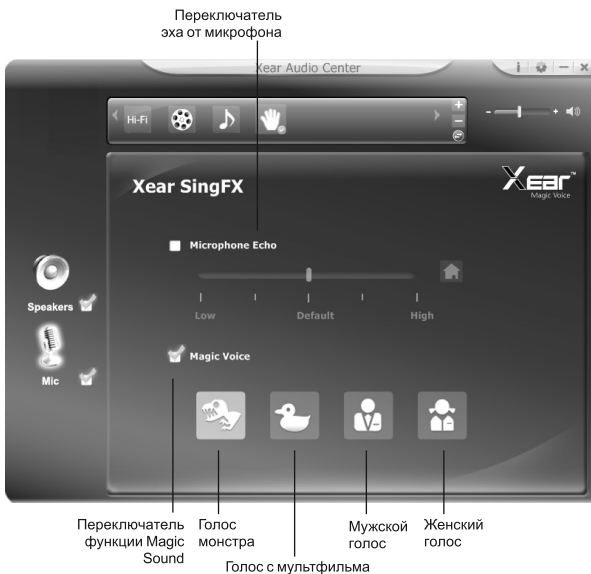 Переключатель
эха от микрофона
Xear Audio Center
Hi-Fi
Xear SingFX
Xear™
Magic Voice
Microphone Echo
Low Default High
Speakers
Magic Voice
Mic
Переключатель
функции Magic
Sound
Голос
монстра
Голос с мультфильма
Мужской
голос
Женский
голос